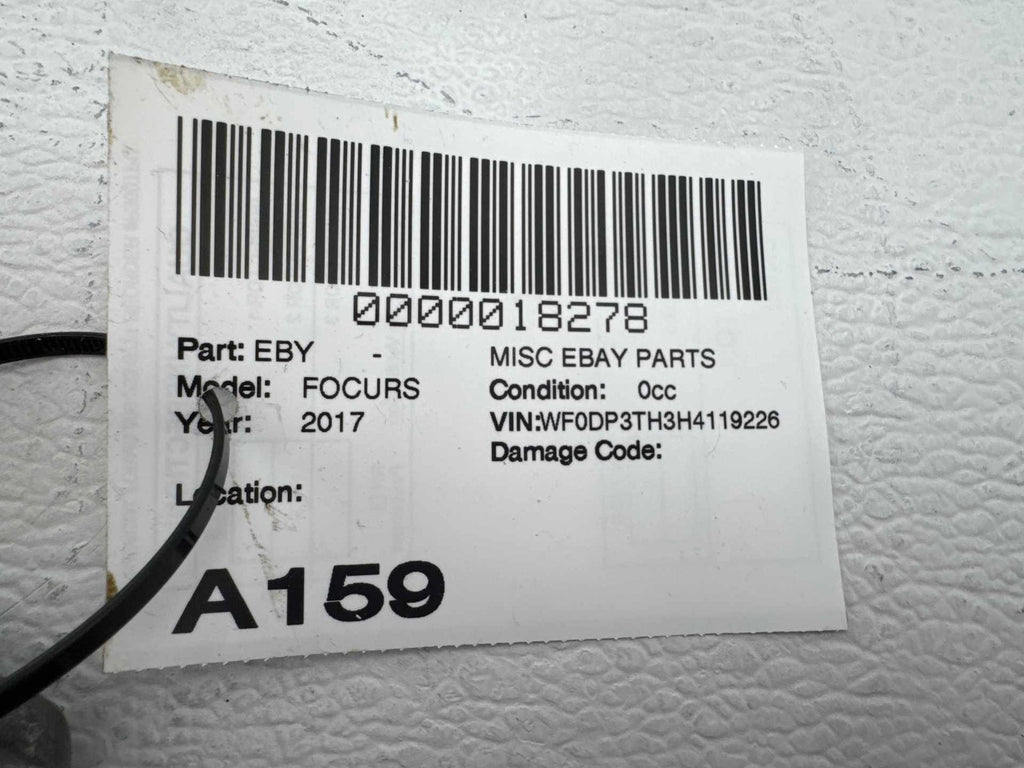 0000018278
Part: EBY - MISC EBAY PARTS
Model: FOCURS Condition: 0cc
Year: 2017 VIN:WF0DP3TH3H4119226
Damage Code:
Location:
A159